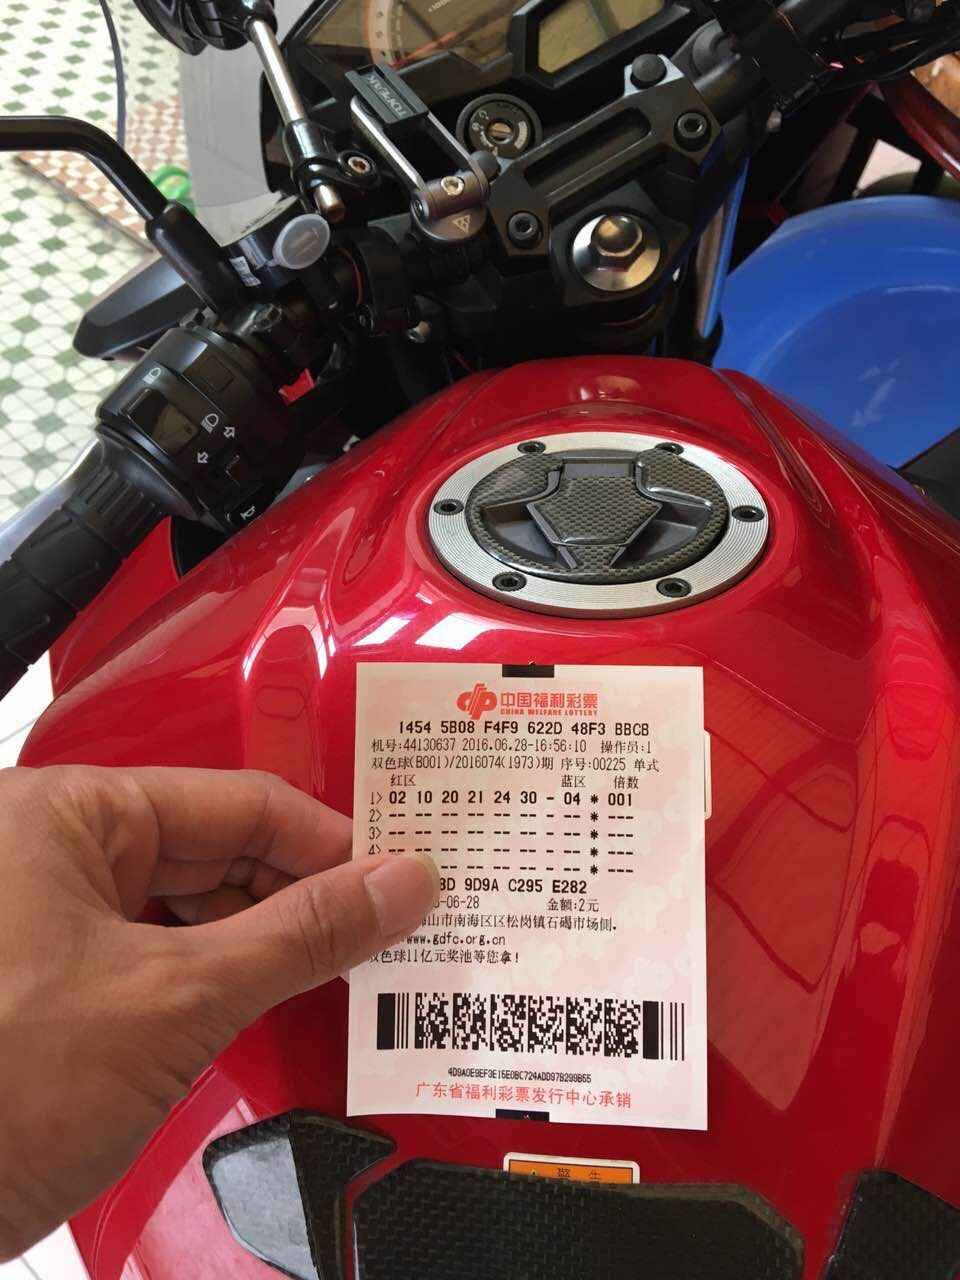 中国福利彩票
CHINA WELFARE LOTTERY
1454 5B08 F4F9 622D 48F3 BBCB
机号:44130637 2016.06.28-16:56:10 操作员:1
双色球(B001)/2016074(1973)期 序号:00225 单式
红区 蓝区 倍数
1> 02 10 20 21 24 30 - 04 * 001
2> -- -- -- -- -- -- - -- * ---
3> -- -- -- -- -- -- - -- * ---
4> -- -- -- -- -- -- - -- * ---
-- -- -- -- -- - -- * ---
9D9A C295 E282
-06-28 金额:2元
山市南海区区松岗镇石碣市场侧.
www.gdfc.org.cn
双色球11亿元奖池等您拿!
广东省福利彩票发行中心承销
警告